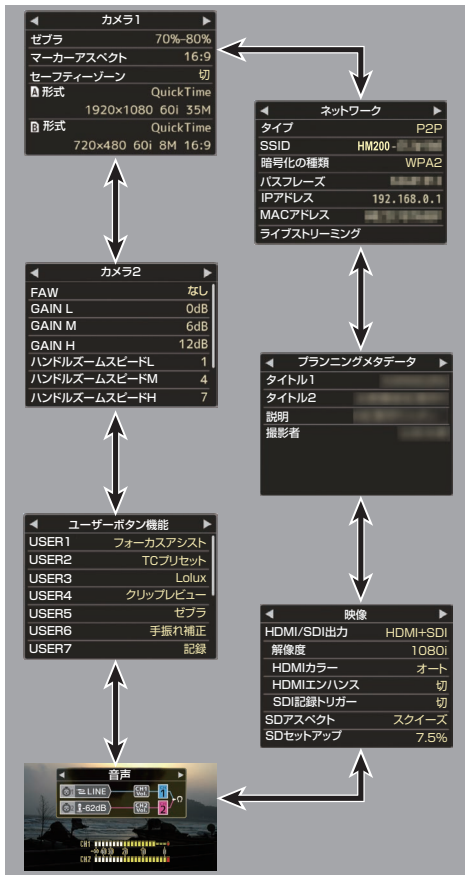 カメラ1
ゼブラ 70%-80%
マーカーアスペクト 16:9
セーフティーゾーン 切
A 形式 QuickTime
1920×1080 60i 35M
B 形式 QuickTime
720×480 60i 8M 16:9
カメラ2
FAW なし
GAIN L 0dB
GAIN M 6dB
GAIN H 12dB
ハンドルズームスピードL 1
ハンドルズームスピードM 4
ハンドルズームスピードH 7
ユーザーボタン機能
USER1 フォーカスアシスト
USER2 TCプリセット
USER3 Lolux
USER4 クリップレビュー
USER5 ゼブラ
USER6 手振れ補正
USER7 記録
音声
LINE CH1 Vol. 1
-62dB CH2 Vol. 2
CH1
CH2
ネットワーク
タイプ P2P
SSID HM200-
暗号化の種類 WPA2
パスフレーズ
IPアドレス 192.168.0.1
MACアドレス
ライブストリーミング
プランニングメタデータ
タイトル1
タイトル2
説明
撮影者
映像
HDMI/SDI出力 HDMI+SDI
解像度 1080i
HDMIカラー オート
HDMIエンハンス 切
SDI記録トリガー 切
SDアスペクト スクイーズ
SDセットアップ 7.5%